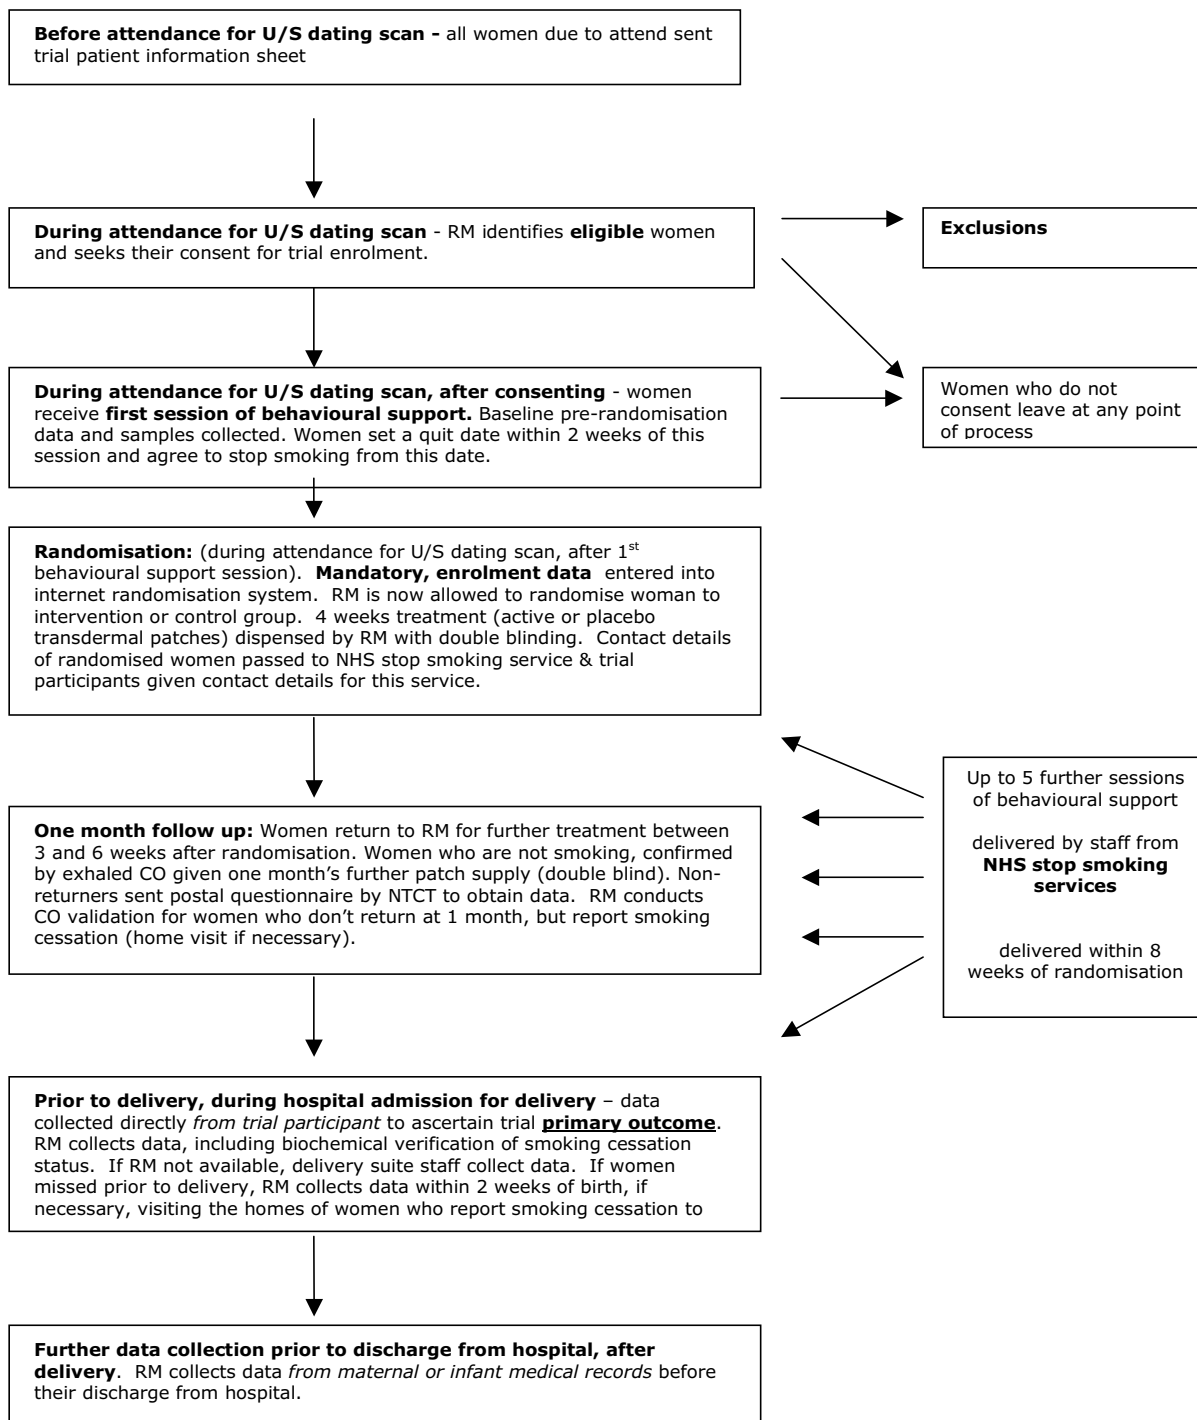 Before attendance for U/S dating scan - all women due to attend sent
trial patient information sheet
During attendance for U/S dating scan - RM identifies eligible women
and seeks their consent for trial enrolment.
Exclusions
During attendance for U/S dating scan, after consenting - women
receive first session of behavioural support. Baseline pre-randomisation
data and samples collected. Women set a quit date within 2 weeks of this
session and agree to stop smoking from this date.
Women who do not
consent leave at any point
of process
Randomisation: (during attendance for U/S dating scan, after 1st
behavioural support session). Mandatory, enrolment data entered into
internet randomisation system. RM is now allowed to randomise woman to
intervention or control group. 4 weeks treatment (active or placebo
transdermal patches) dispensed by RM with double blinding. Contact details
of randomised women passed to NHS stop smoking service & trial
participants given contact details for this service.
Up to 5 further sessions
of behavioural support
delivered by staff from
NHS stop smoking
services
delivered within 8
weeks of randomisation
One month follow up: Women return to RM for further treatment between
3 and 6 weeks after randomisation. Women who are not smoking, confirmed
by exhaled CO given one month's further patch supply (double blind). Non-
returners sent postal questionnaire by NTCT to obtain data. RM conducts
CO validation for women who don't return at 1 month, but report smoking
cessation (home visit if necessary).
Prior to delivery, during hospital admission for delivery – data
collected directly from trial participant to ascertain trial primary outcome.
RM collects data, including biochemical verification of smoking cessation
status. If RM not available, delivery suite staff collect data. If women
missed prior to delivery, RM collects data within 2 weeks of birth, if
necessary, visiting the homes of women who report smoking cessation to
Further data collection prior to discharge from hospital, after
delivery. RM collects data from maternal or infant medical records before
their discharge from hospital.